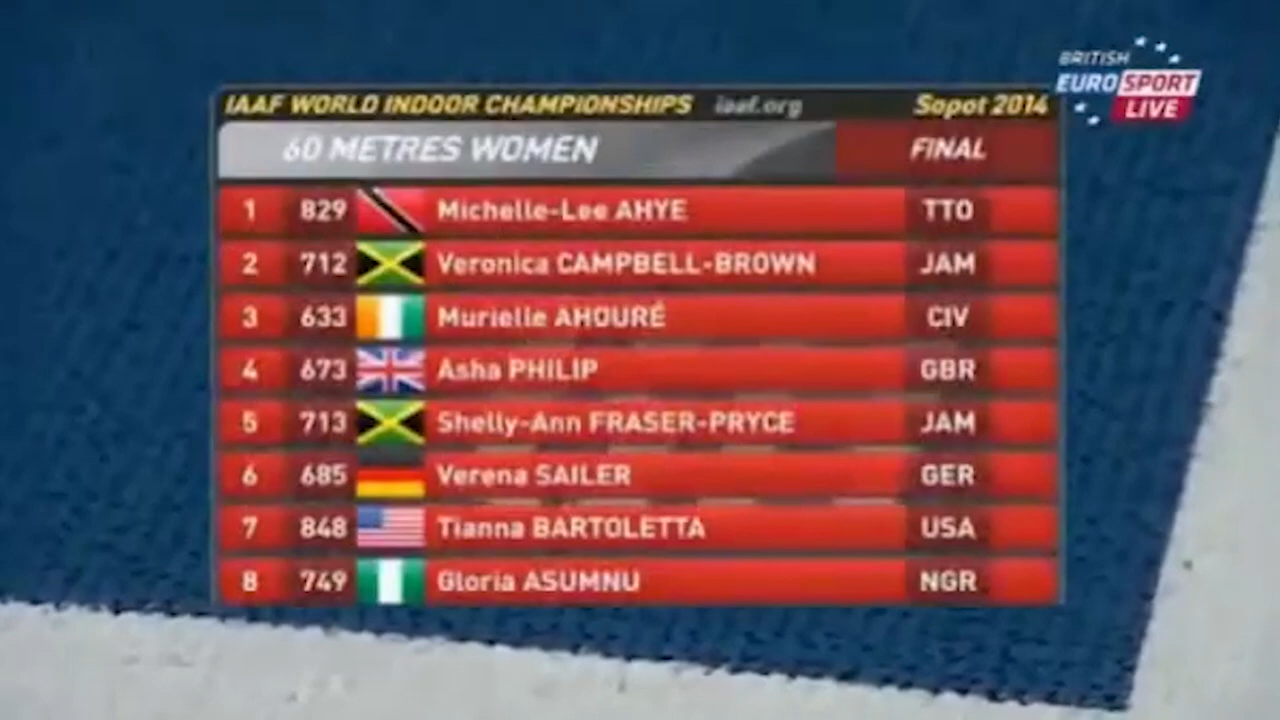 BRITISH
EUROSPORT
LIVE
IAAF WORLD INDOOR CHAMPIONSHIPS iaaf.org Sopot 2014
60 METRES WOMEN FINAL
1 829 Michelle-Lee AHYE TTO
2 712 Veronica CAMPBELL-BROWN JAM
3 633 Murielle AHOURÉ CIV
4 673 Asha PHILIP GBR
5 713 Shelly-Ann FRASER-PRYCE JAM
6 685 Verena SAILER GER
7 848 Tianna BARTOLETTA USA
8 749 Gloria ASUMNU NGR